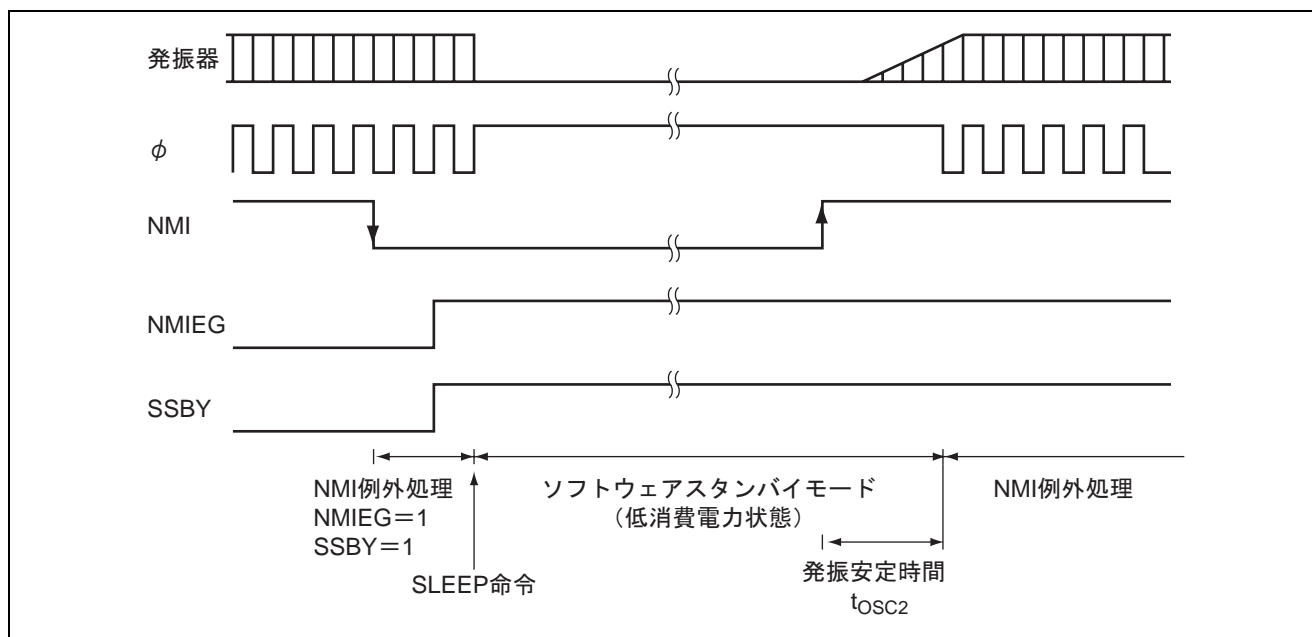 発振器
φ
NMI
NMIEG
SSBY
NMI例外処理
NMIEG＝1
SSBY＝1
SLEEP命令
ソフトウェアスタンバイモード
（低消費電力状態）
発振安定時間
tOSC2
NMI例外処理